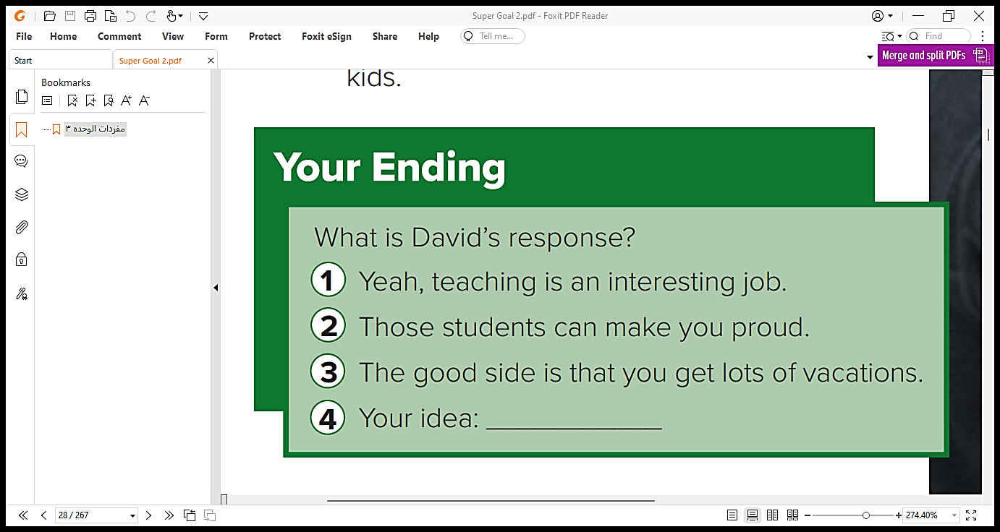 Super Goal 2.pdf - Foxit PDF Reader
File Home Comment View Form Protect Foxit eSign Share Help Tell me... Find
Start Super Goal 2.pdf Merge and split PDFs
Bookmarks
مفردات الوحده ٣
kids.
Your Ending
What is David’s response?
1 Yeah, teaching is an interesting job.
2 Those students can make you proud.
3 The good side is that you get lots of vacations.
4 Your idea: ____________
28 / 267 274.40%